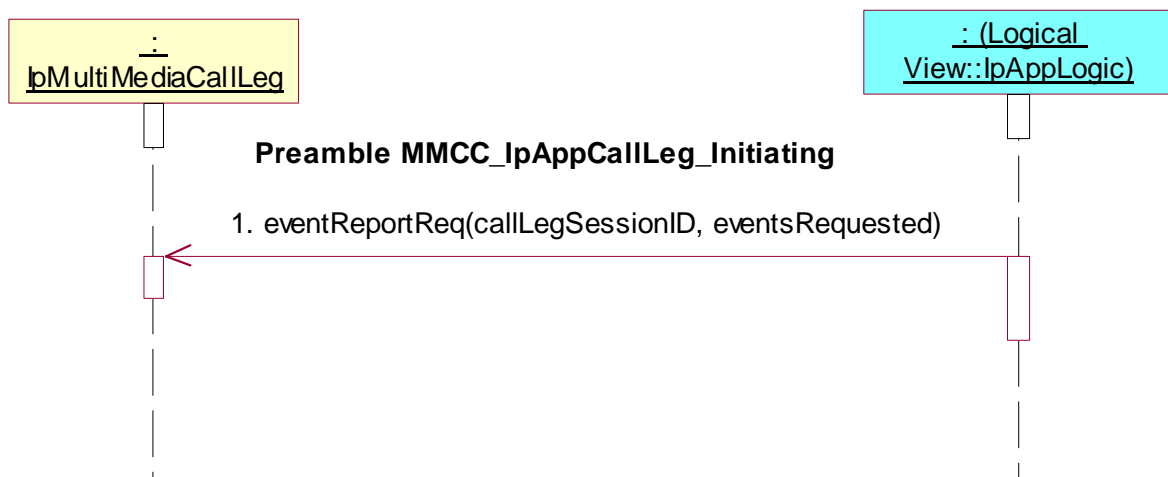 :
IpMultiMediaCallLeg
: (Logical
View::IpAppLogic)
Preamble MMCC_IpAppCallLeg_Initiating
1. eventReportReq(callLegSessionID, eventsRequested)